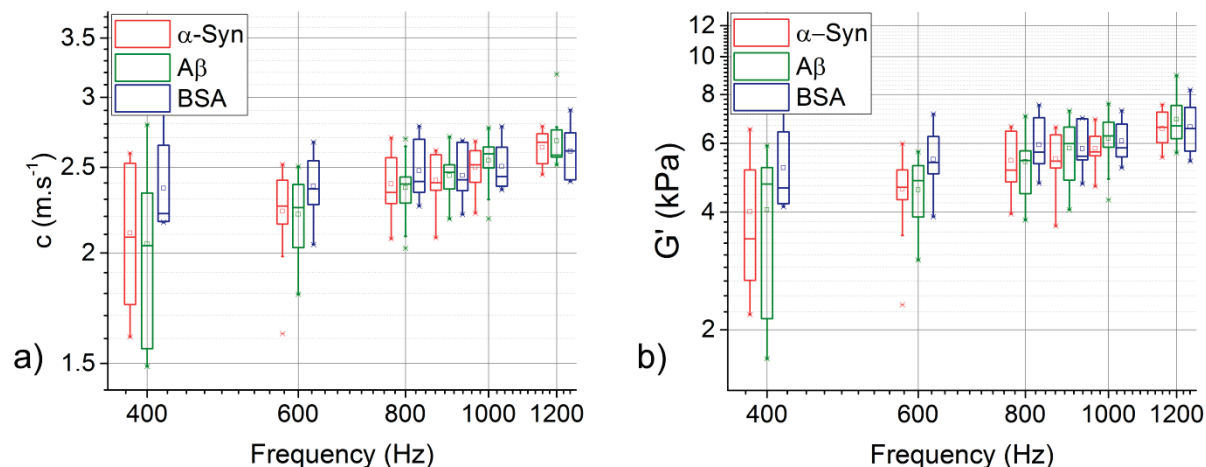 α-Syn
Aβ
BSA
3.5
3
2.5
2
1.5
c (m.s⁻¹)
400
600
800
1000
1200
Frequency (Hz)
a)
α−Syn
Aβ
BSA
12
10
8
6
4
2
G' (kPa)
400
600
800
1000
1200
Frequency (Hz)
b)